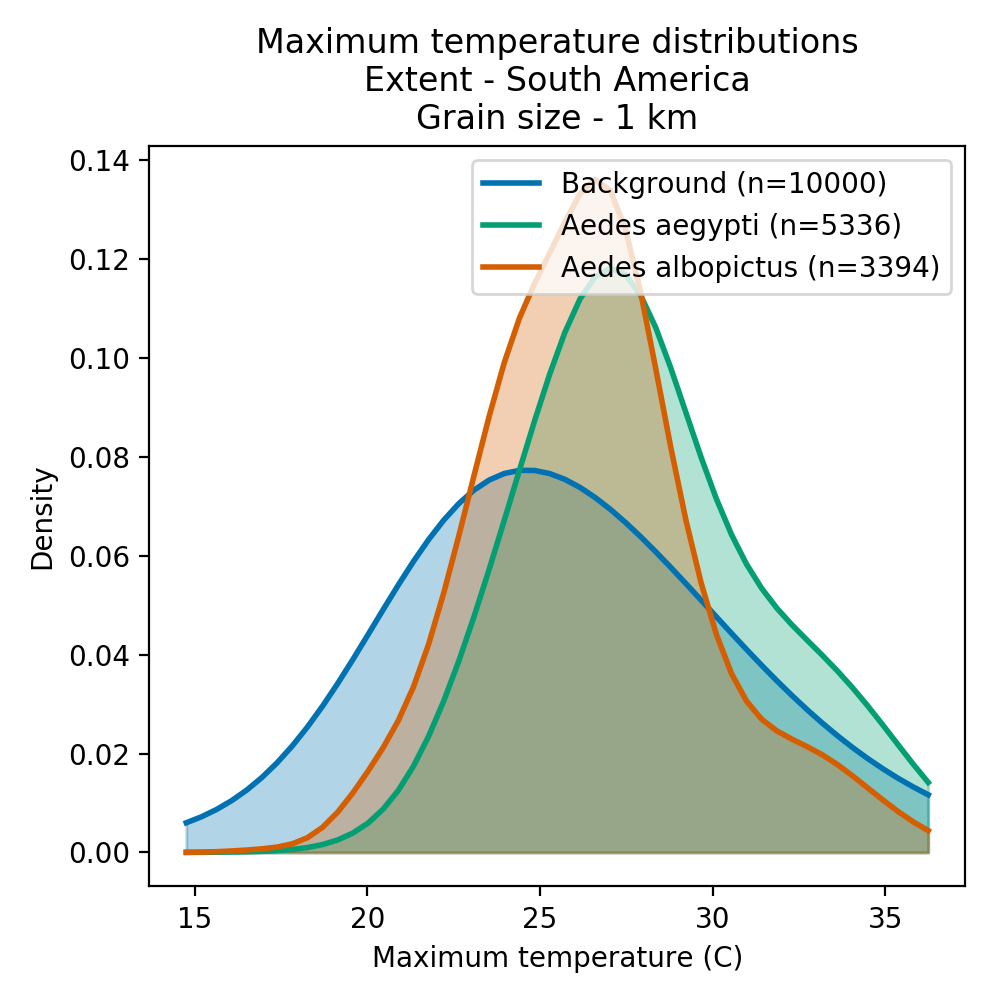 Maximum temperature distributions
Extent - South America
Grain size - 1 km
Background (n=10000)
Aedes aegypti (n=5336)
Aedes albopictus (n=3394)
0.14
0.12
0.10
0.08
0.06
0.04
0.02
0.00
Density
15 20 25 30 35
Maximum temperature (C)